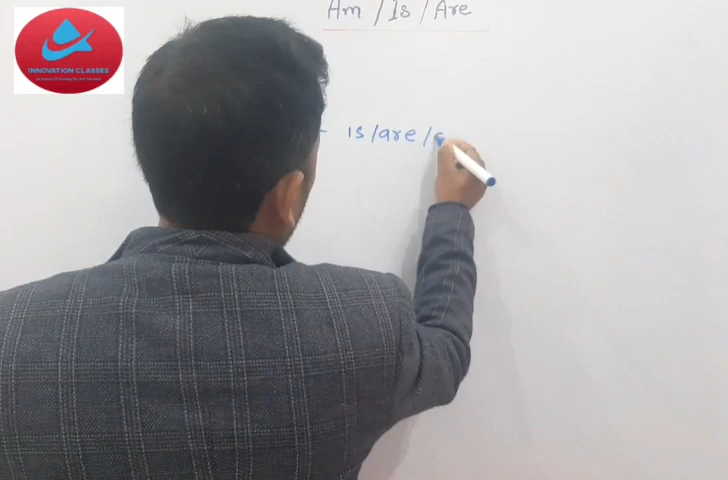 Am / Is / Are
INNOVATION CLASSES
+ is/are/